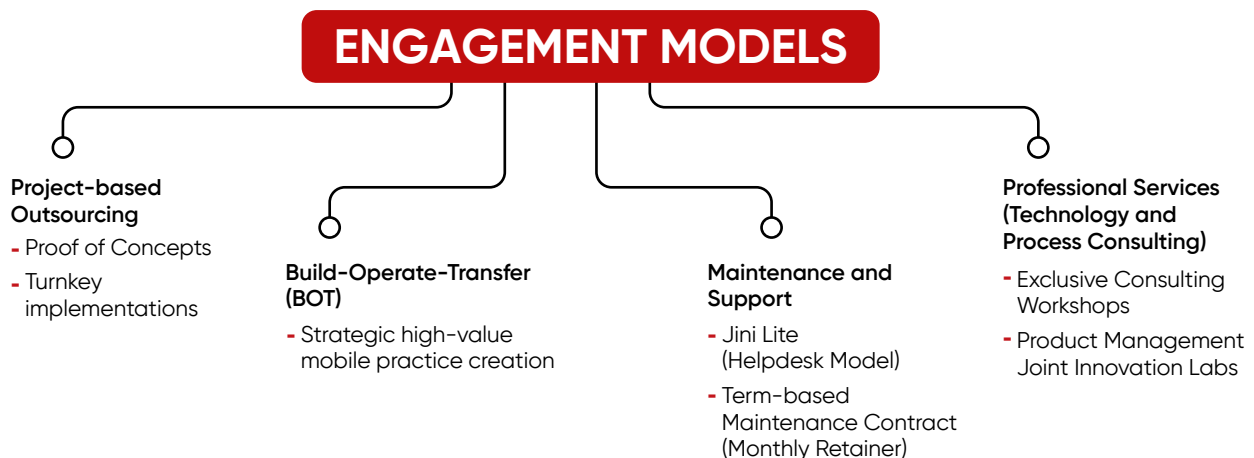 ENGAGEMENT MODELS
Project-based
Outsourcing
- Proof of Concepts
- Turnkey
implementations
Build-Operate-Transfer
(BOT)
- Strategic high-value
mobile practice creation
Maintenance and
Support
- Jini Lite
(Helpdesk Model)
- Term-based
Maintenance Contract
(Monthly Retainer)
Professional Services
(Technology and
Process Consulting)
- Exclusive Consulting
Workshops
- Product Management
Joint Innovation Labs